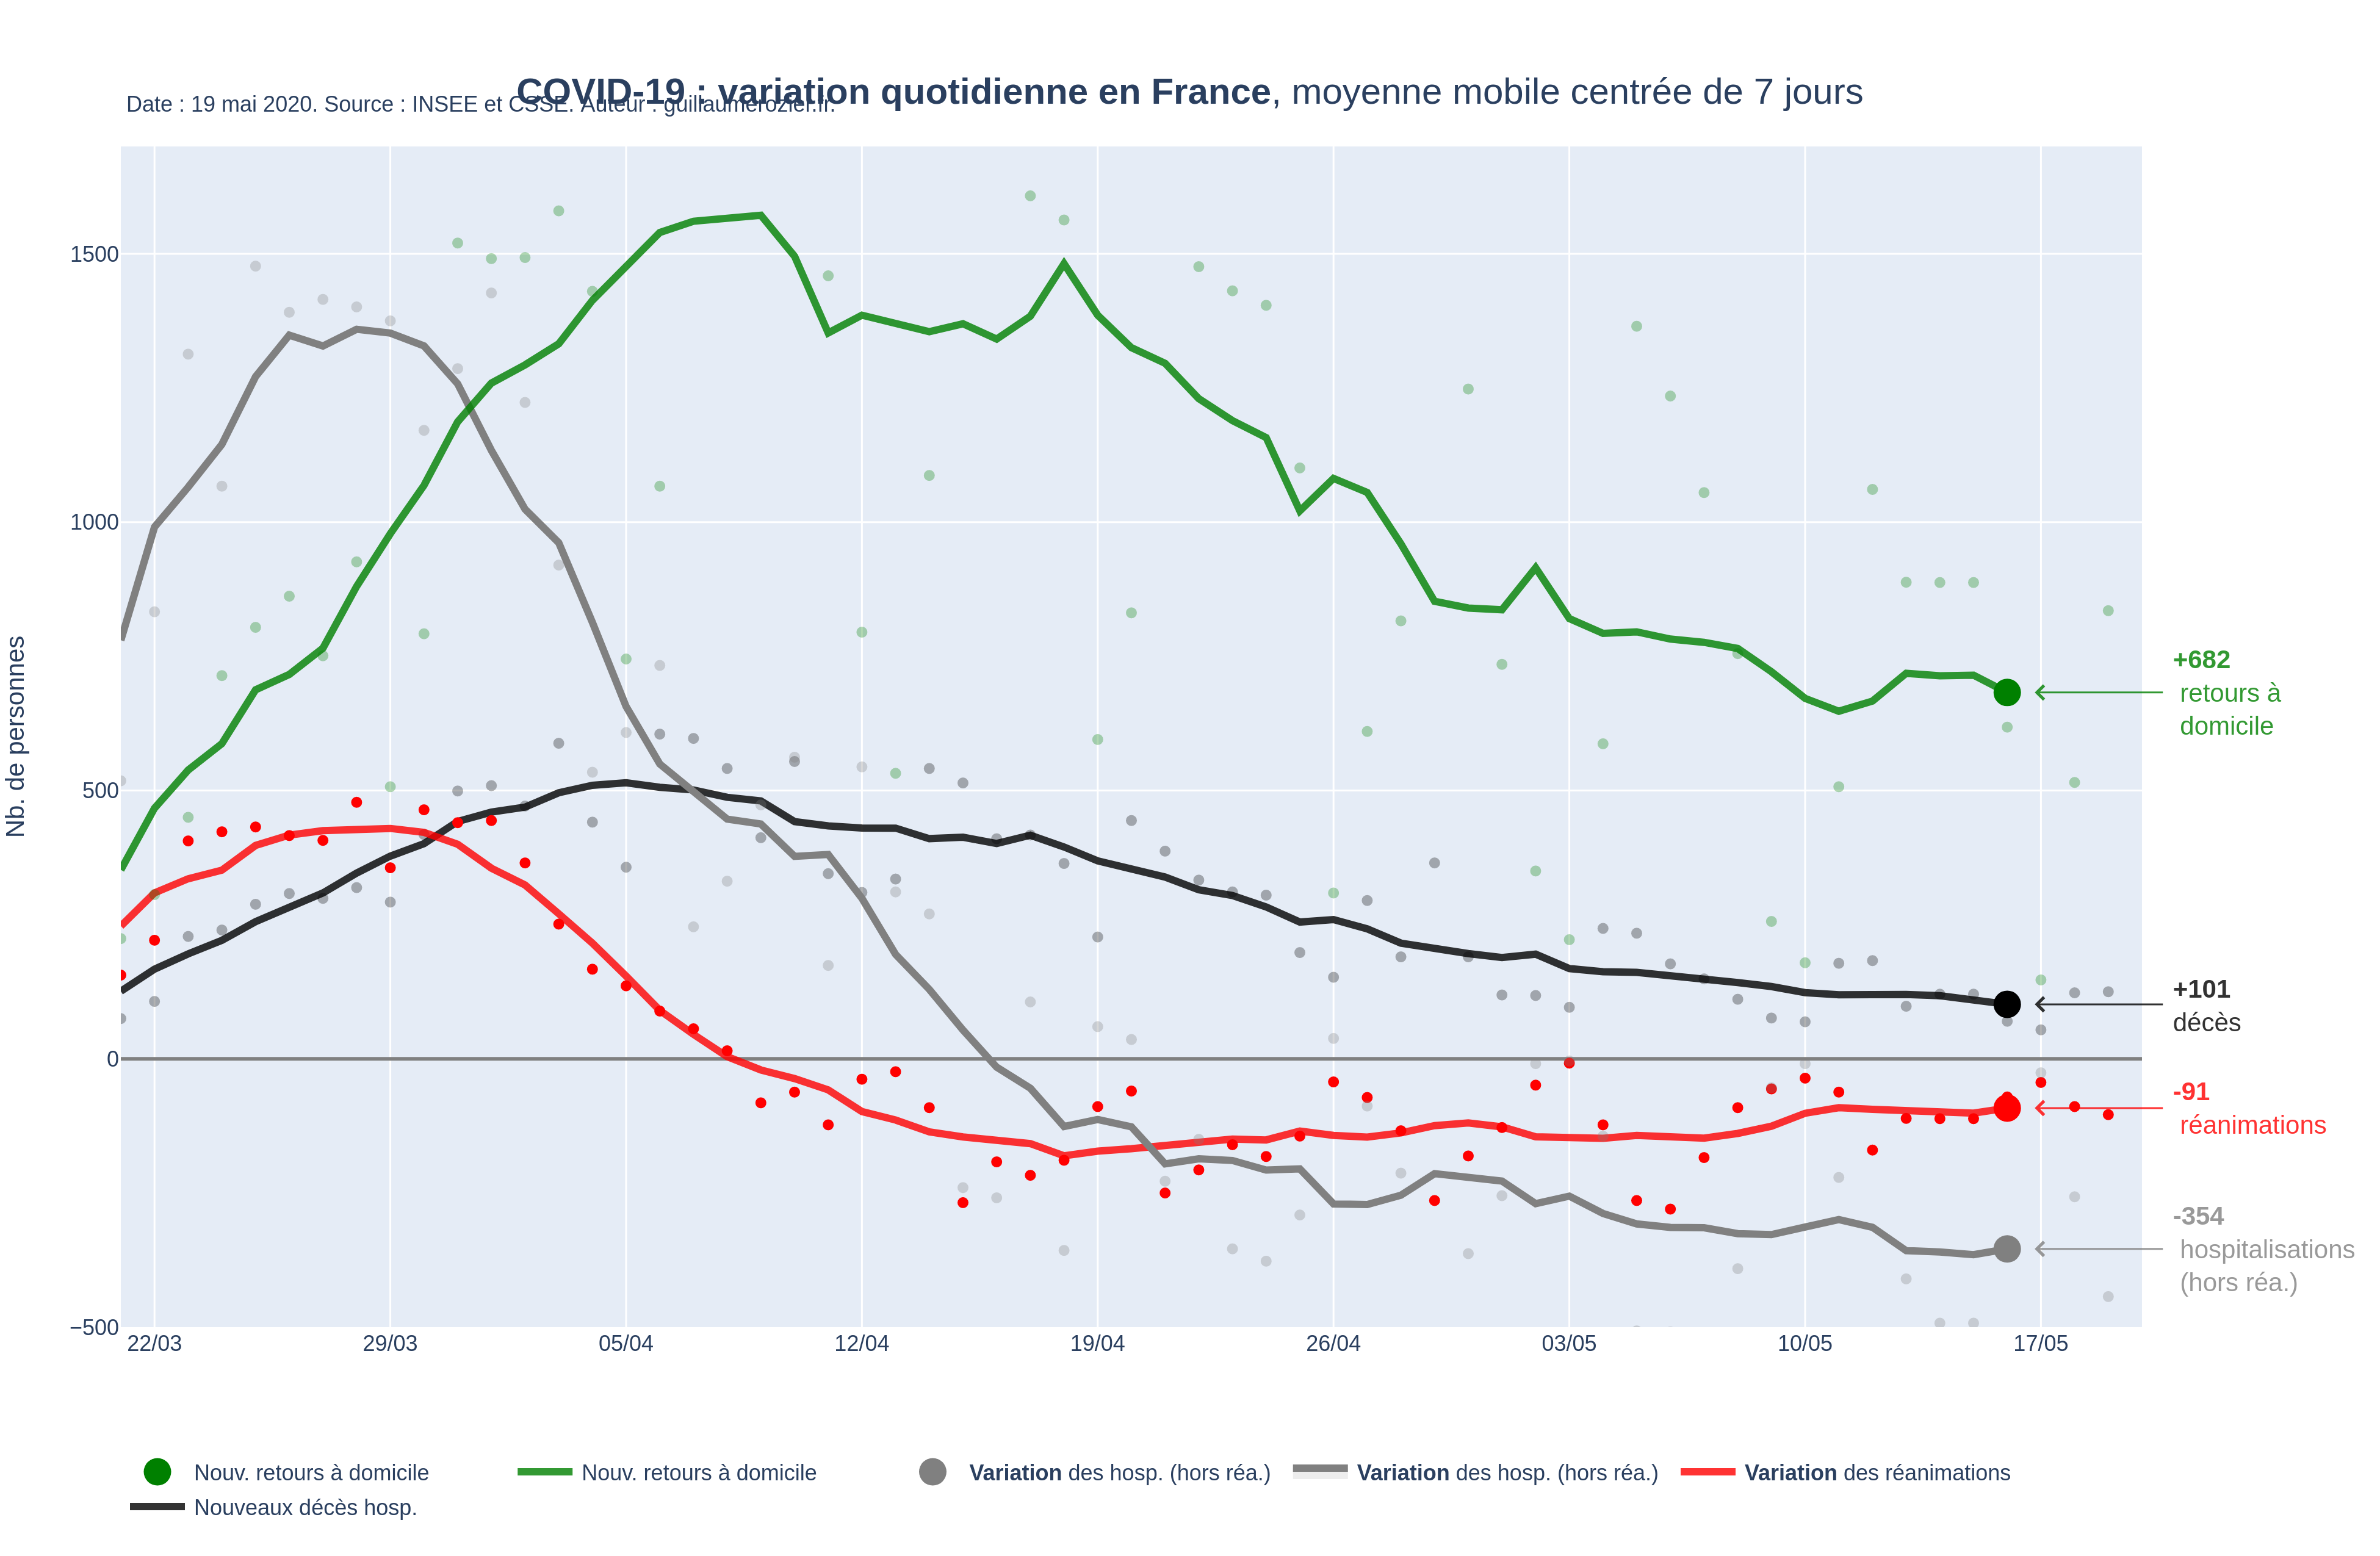 COVID-19 : variation quotidienne en France, moyenne mobile centrée de 7 jours
Date : 19 mai 2020. Source : INSEE et CSSE. Auteur : guillaumerozier.fr.
Nb. de personnes
1500
1000
500
0
−500
22/03
29/03
05/04
12/04
19/04
26/04
03/05
10/05
17/05
+682
retours à
domicile
+101
décès
-91
réanimations
-354
hospitalisations
(hors réa.)
Nouv. retours à domicile
Nouv. retours à domicile
Variation des hosp. (hors réa.)
Variation des hosp. (hors réa.)
Variation des réanimations
Nouveaux décès hosp.